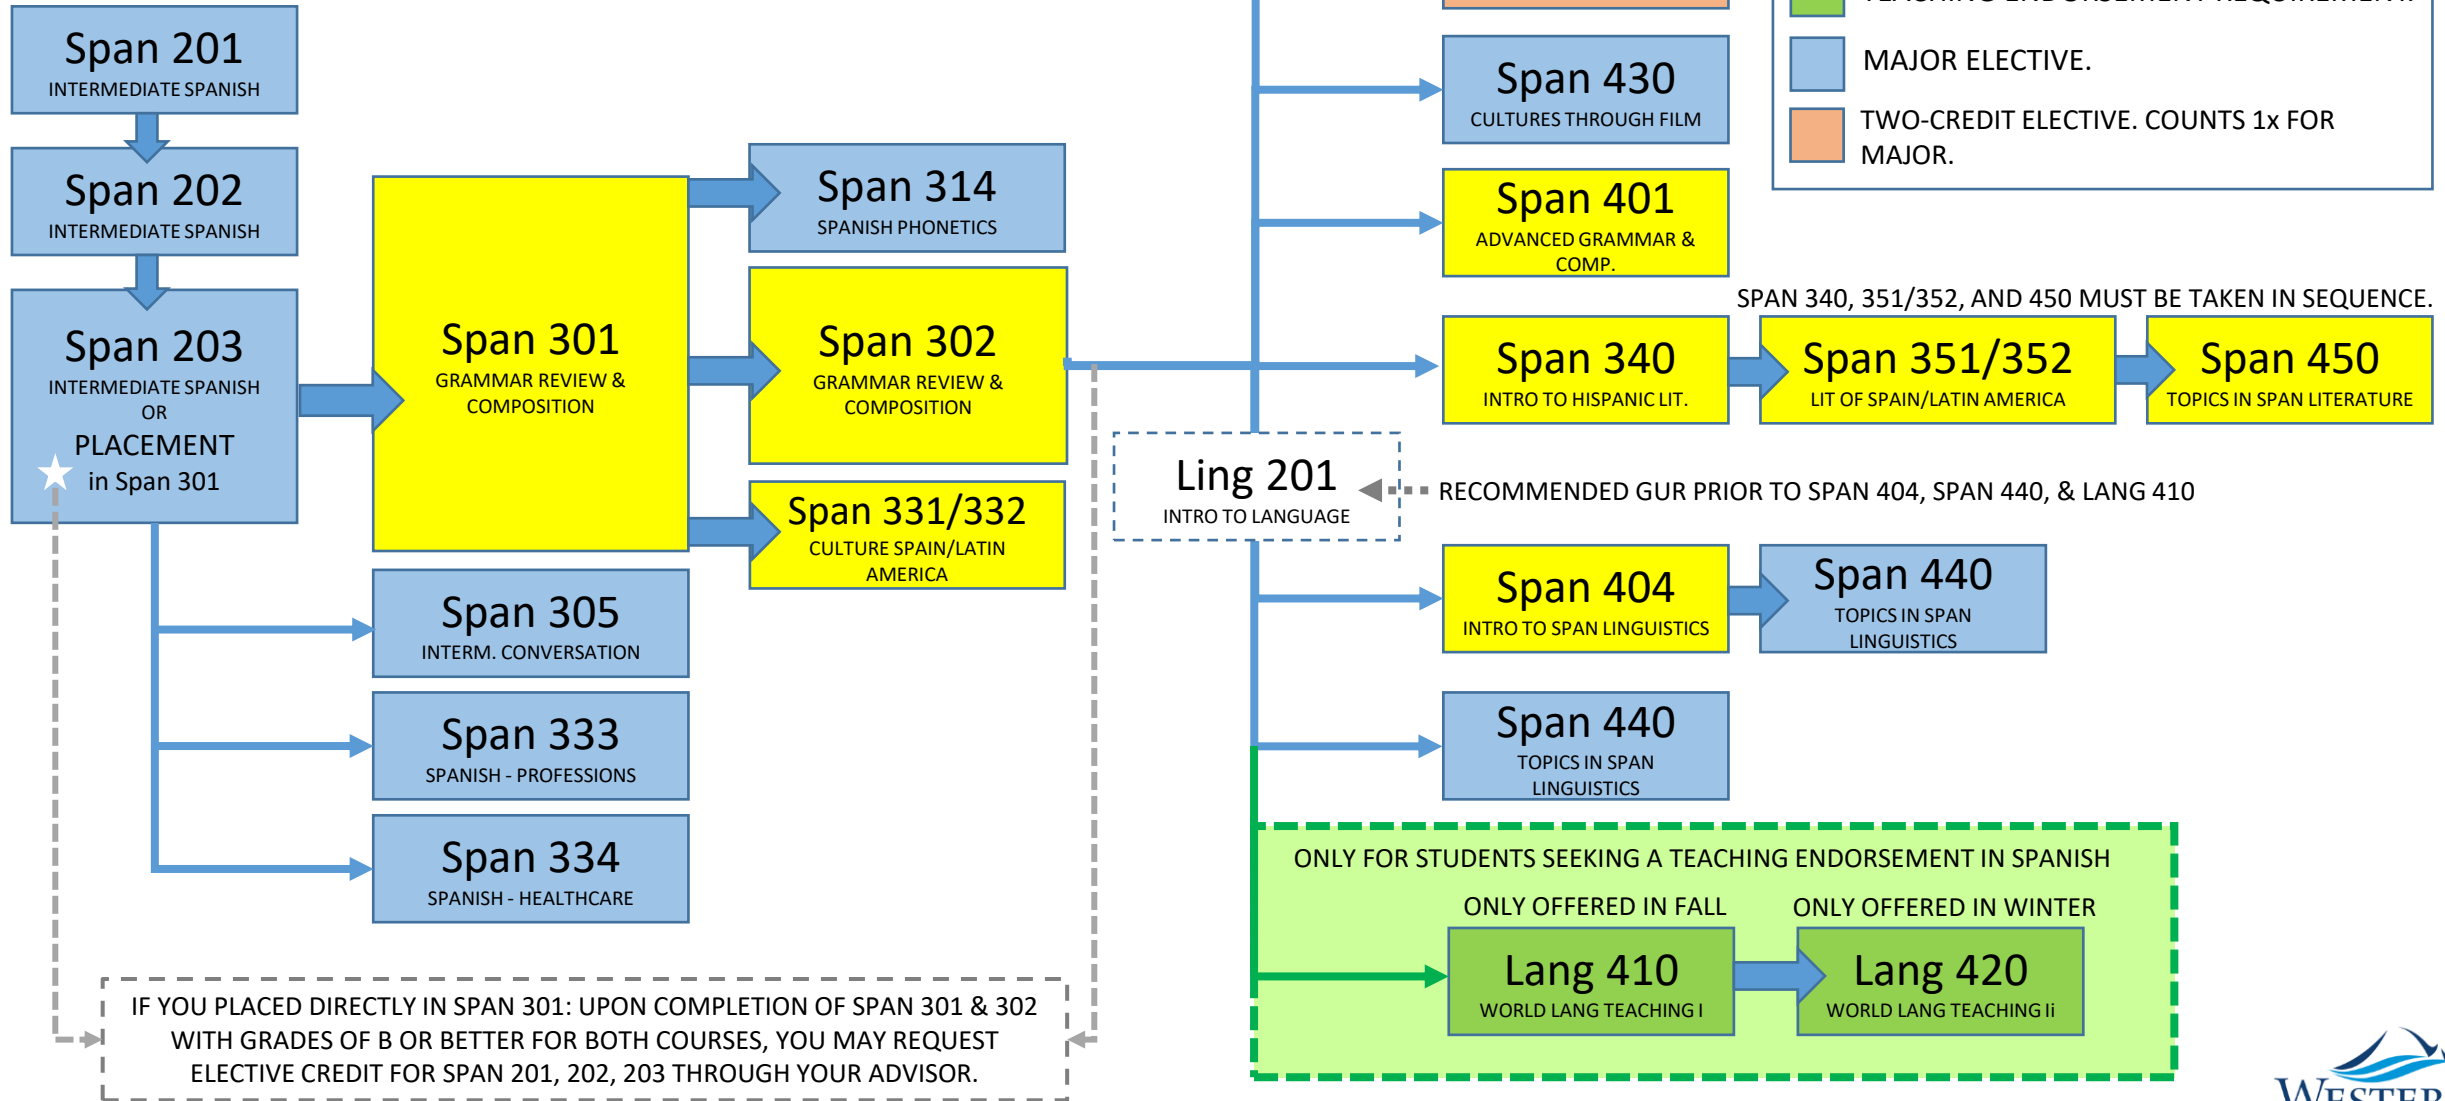 Span 201
INTERMEDIATE SPANISH
Span 202
INTERMEDIATE SPANISH
Span 203
INTERMEDIATE SPANISH
OR
PLACEMENT
in Span 301
Span 301
GRAMMAR REVIEW &
COMPOSITION
Span 305
INTERM. CONVERSATION
Span 333
SPANISH - PROFESSIONS
Span 334
SPANISH - HEALTHCARE
Span 314
SPANISH PHONETICS
Span 302
GRAMMAR REVIEW &
COMPOSITION
Span 331/332
CULTURE SPAIN/LATIN
AMERICA
IF YOU PLACED DIRECTLY IN SPAN 301: UPON COMPLETION OF SPAN 301 & 302
WITH GRADES OF B OR BETTER FOR BOTH COURSES, YOU MAY REQUEST
ELECTIVE CREDIT FOR SPAN 201, 202, 203 THROUGH YOUR ADVISOR.
TEACHING ENDORSEMENT REQUIREMENT.
MAJOR ELECTIVE.
TWO-CREDIT ELECTIVE. COUNTS 1x FOR
MAJOR.
Span 430
CULTURES THROUGH FILM
Span 401
ADVANCED GRAMMAR &
COMP.
SPAN 340, 351/352, AND 450 MUST BE TAKEN IN SEQUENCE.
Span 340
INTRO TO HISPANIC LIT.
Span 351/352
LIT OF SPAIN/LATIN AMERICA
Span 450
TOPICS IN SPAN LITERATURE
Ling 201
INTRO TO LANGUAGE
RECOMMENDED GUR PRIOR TO SPAN 404, SPAN 440, & LANG 410
Span 404
INTRO TO SPAN LINGUISTICS
Span 440
TOPICS IN SPAN
LINGUISTICS
Span 440
TOPICS IN SPAN
LINGUISTICS
ONLY FOR STUDENTS SEEKING A TEACHING ENDORSEMENT IN SPANISH
ONLY OFFERED IN FALL
ONLY OFFERED IN WINTER
Lang 410
WORLD LANG TEACHING I
Lang 420
WORLD LANG TEACHING Ii